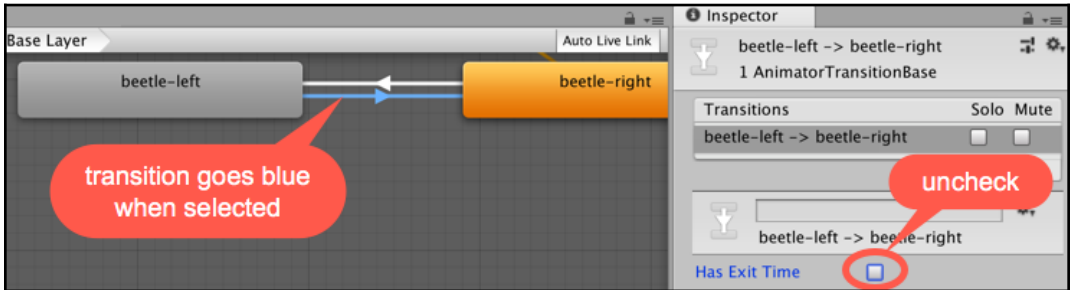 Base Layer
Auto Live Link
beetle-left
beetle-right
transition goes blue
when selected
Inspector
beetle-left -> beetle-right
1 AnimatorTransitionBase
Transitions Solo Mute
beetle-left -> beetle-right
uncheck
beetle-left -> beetle-right
Has Exit Time